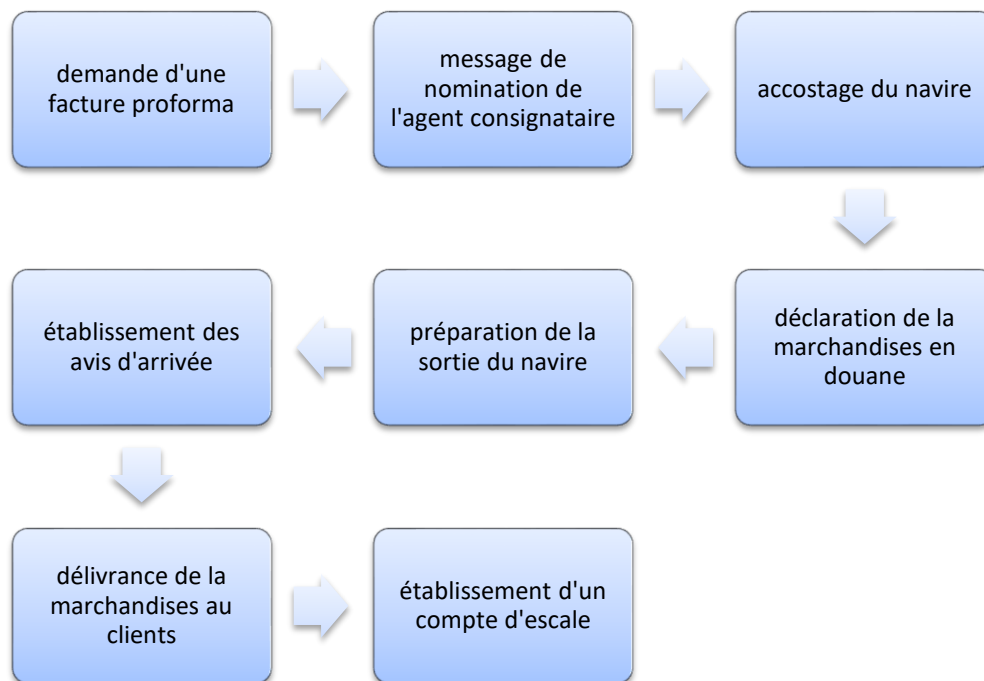 demande d'une
facture proforma
message de
nomination de
l'agent consignataire
accostage du navire
déclaration de la
marchandises en
douane
préparation de la
sortie du navire
établissement des
avis d'arrivée
délivrance de la
marchandises au
clients
établissement d'un
compte d'escale